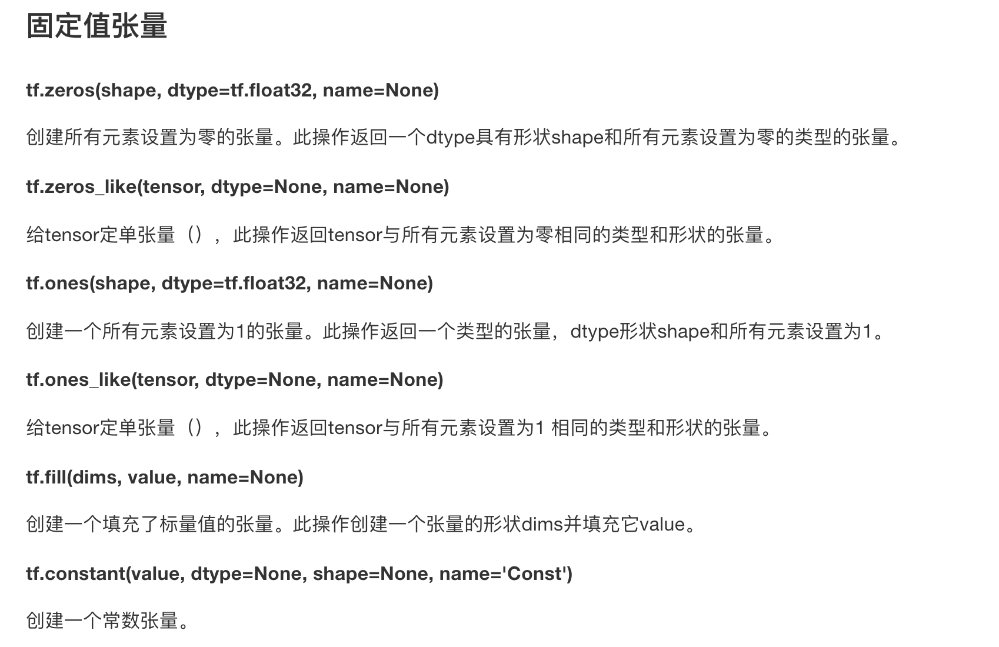 固定值张量
tf.zeros(shape, dtype=tf.float32, name=None)
创建所有元素设置为零的张量。此操作返回一个dtype具有形状shape和所有元素设置为零的类型的张量。
tf.zeros_like(tensor, dtype=None, name=None)
给tensor定单张量（），此操作返回tensor与所有元素设置为零相同的类型和形状的张量。
tf.ones(shape, dtype=tf.float32, name=None)
创建一个所有元素设置为1的张量。此操作返回一个类型的张量，dtype形状shape和所有元素设置为1。
tf.ones_like(tensor, dtype=None, name=None)
给tensor定单张量（），此操作返回tensor与所有元素设置为1 相同的类型和形状的张量。
tf.fill(dims, value, name=None)
创建一个填充了标量值的张量。此操作创建一个张量的形状dims并填充它value。
tf.constant(value, dtype=None, shape=None, name='Const')
创建一个常数张量。